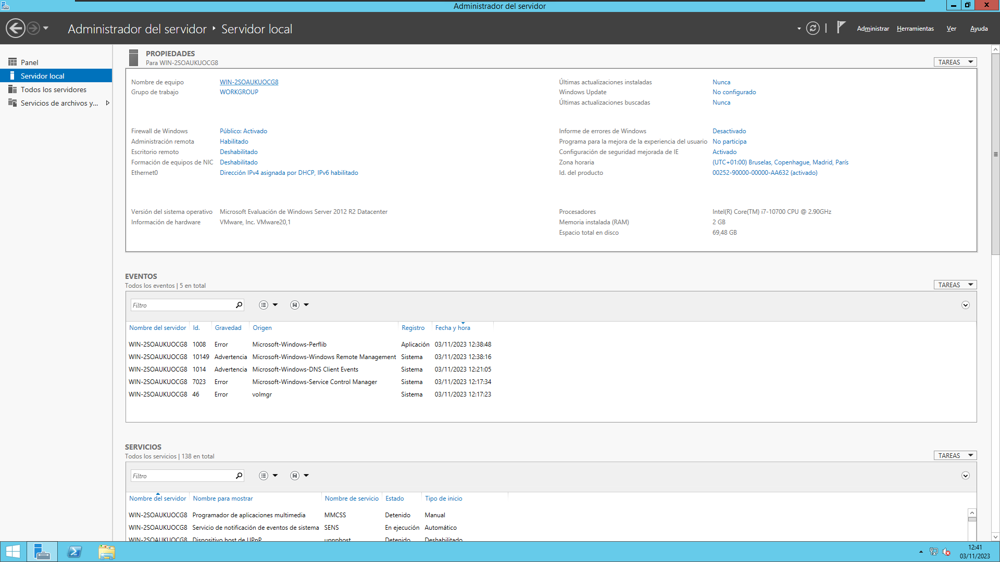 Administrador del servidor
Administrador del servidor ‣ Servidor local
Administrar Herramientas Ver Ayuda
Panel
Servidor local
Todos los servidores
Servicios de archivos y...
PROPIEDADES
Para WIN-2SOAUKUOCG8
TAREAS
Nombre de equipo WIN-2SOAUKUOCG8
Grupo de trabajo WORKGROUP
Últimas actualizaciones instaladas Nunca
Windows Update No configurado
Últimas actualizaciones buscadas Nunca
Firewall de Windows Público: Activado
Administración remota Habilitado
Escritorio remoto Deshabilitado
Formación de equipos de NIC Deshabilitado
Ethernet0 Dirección IPv4 asignada por DHCP, IPv6 habilitado
Informe de errores de Windows Desactivado
Programa para la mejora de la experiencia del usuario No participa
Configuración de seguridad mejorada de IE Activado
Zona horaria (UTC+01:00) Bruselas, Copenhague, Madrid, París
Id. del producto 00252-90000-00000-AA632 (activado)
Versión del sistema operativo Microsoft Evaluación de Windows Server 2012 R2 Datacenter
Información de hardware VMware, Inc. VMware20,1
Procesadores Intel(R) Core(TM) i7-10700 CPU @ 2.90GHz
Memoria instalada (RAM) 2 GB
Espacio total en disco 69,48 GB
EVENTOS
Todos los eventos | 5 en total
TAREAS
Filtro
Nombre del servidor Id. Gravedad Origen Registro Fecha y hora
WIN-2SOAUKUOCG8 1008 Error Microsoft-Windows-Perflib Aplicación 03/11/2023 12:38:48
WIN-2SOAUKUOCG8 10149 Advertencia Microsoft-Windows-Windows Remote Management Sistema 03/11/2023 12:38:16
WIN-2SOAUKUOCG8 1014 Advertencia Microsoft-Windows-DNS Client Events Sistema 03/11/2023 12:21:05
WIN-2SOAUKUOCG8 7023 Error Microsoft-Windows-Service Control Manager Sistema 03/11/2023 12:17:34
WIN-2SOAUKUOCG8 46 Error volmgr Sistema 03/11/2023 12:17:23
SERVICIOS
Todos los servicios | 138 en total
TAREAS
Filtro
Nombre del servidor Nombre para mostrar Nombre de servicio Estado Tipo de inicio
WIN-2SOAUKUOCG8 Programador de aplicaciones multimedia MMCSS Detenido Manual
WIN-2SOAUKUOCG8 Servicio de notificación de eventos de sistema SENS En ejecución Automático
WIN-2SOAUKUOCG8 Dispositivo host de UPnP upnphost Detenido Deshabilitado
12:41
03/11/2023